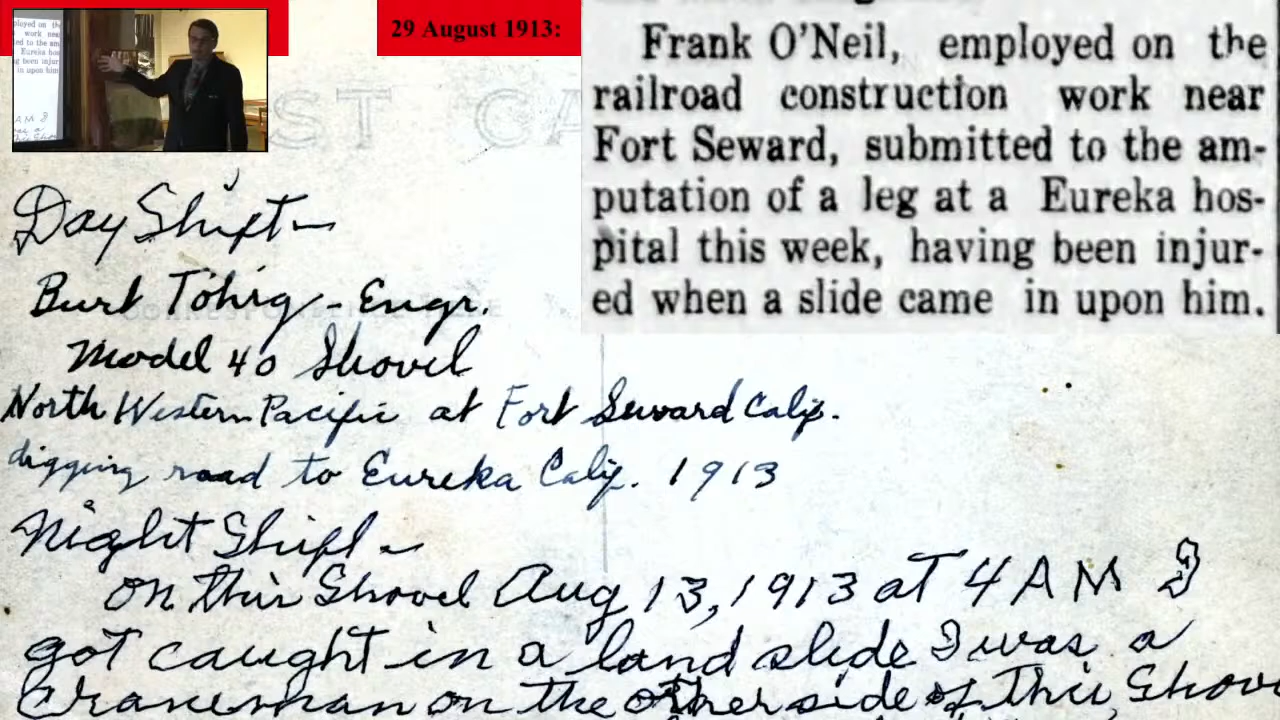 29 August 1913:
Frank O'Neil, employed on the
railroad construction work near
Fort Seward, submitted to the am-
putation of a leg at a Eureka hos-
pital this week, having been injur-
ed when a slide came in upon him.
ST CA
Day Shift-
Burt Tohig - Engr.
Model 40 Shovel
North Western Pacific at Fort Seward Calif.
digging road to Eureka Calif. 1913
Night Shift -
on this Shovel Aug 13, 1913 at 4 AM I
got caught in a land slide I was a
Cranesman on the other side of this Shov